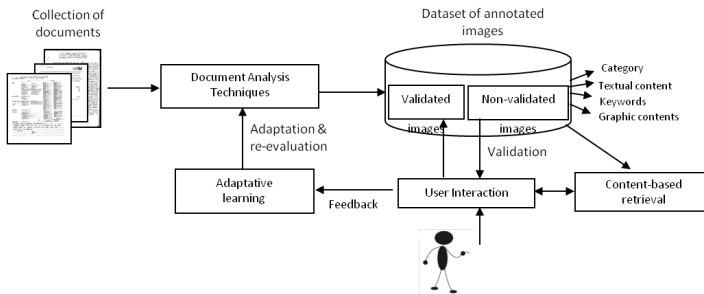 Collection of
documents
Dataset of annotated
images
Document Analysis
Techniques
Validated
images
Non-validated
images
Category
Textual content
Keywords
Graphic contents
Adaptation &
re-evaluation
Validation
Adaptative
learning
Feedback
User Interaction
Content-based
retrieval